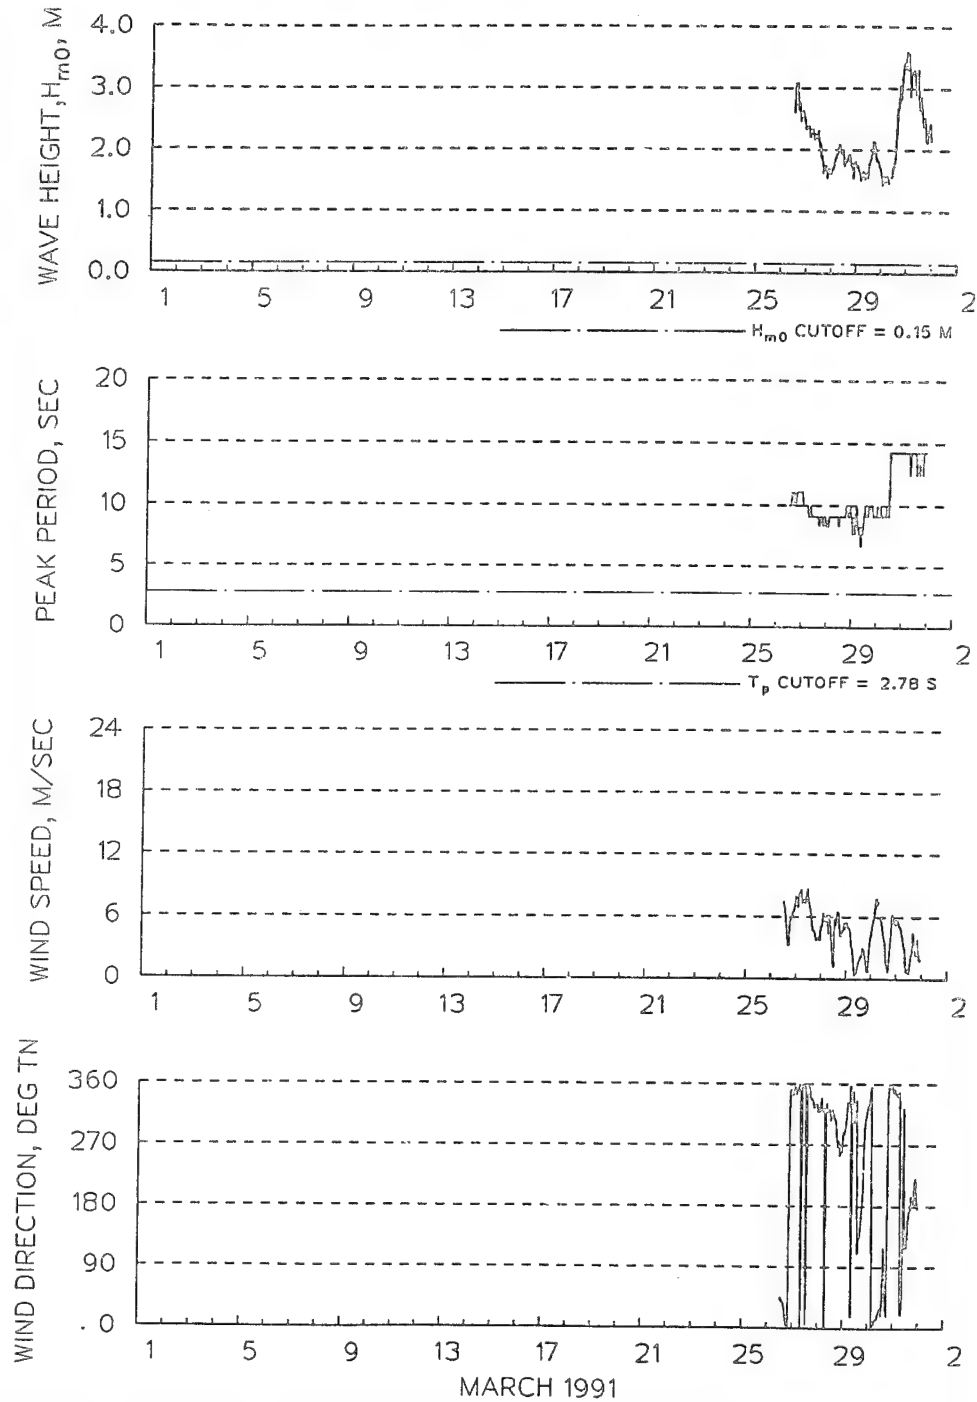 WAVE HEIGHT, Hm0, M
4.0
3.0
2.0
1.0
0.0
1 5 9 13 17 21 25 29 2
Hm0 CUTOFF = 0.15 M
PEAK PERIOD, SEC
20
15
10
5
0
1 5 9 13 17 21 25 29 2
Tp CUTOFF = 2.78 S
WIND SPEED, M/SEC
24
18
12
6
0
1 5 9 13 17 21 25 29 2
WIND DIRECTION, DEG TN
360
270
180
90
0
1 5 9 13 17 21 25 29 2
MARCH 1991